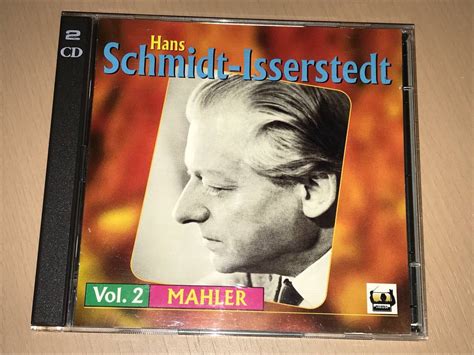 2
CD
Hans
Schmidt-Isserstedt
Vol. 2 MAHLER